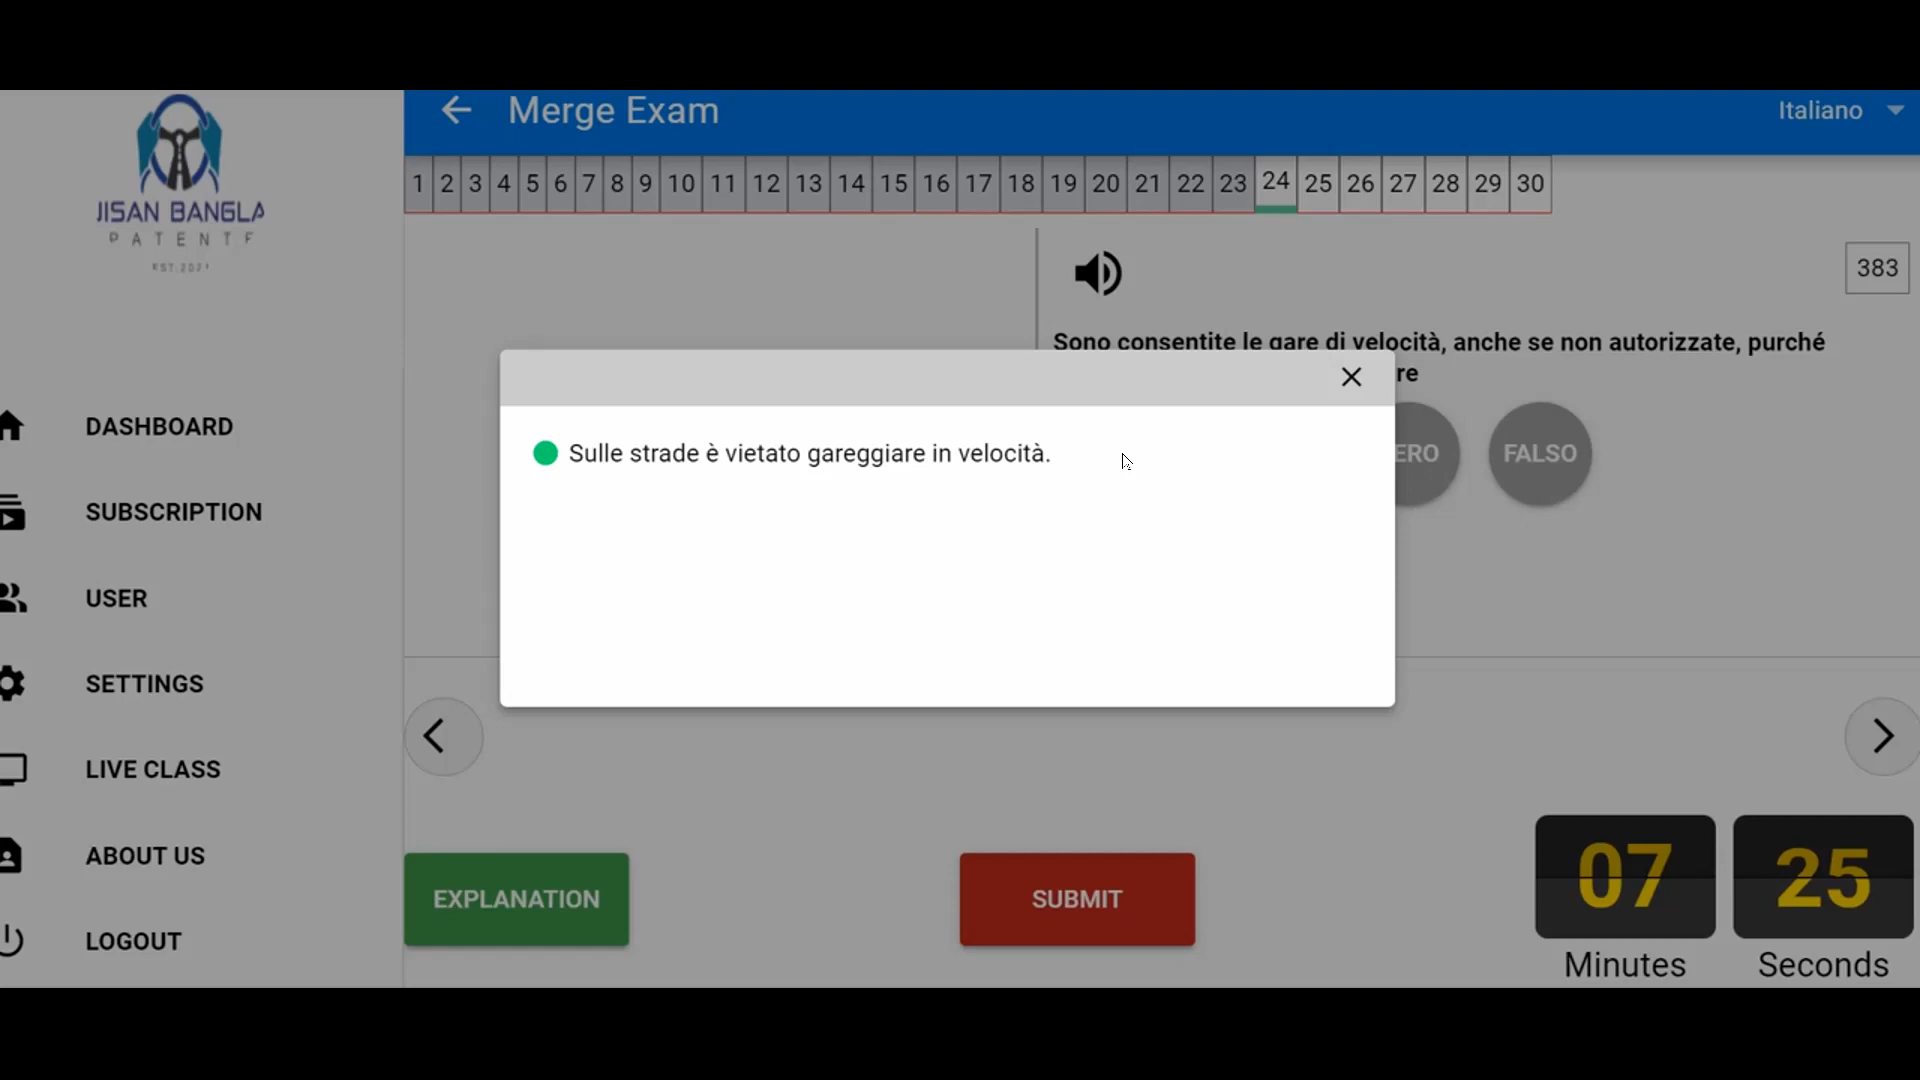 JISAN BANGLA
PATENTE
EST.2021
Merge Exam
Italiano
1 2 3 4 5 6 7 8 9 10 11 12 13 14 15 16 17 18 19 20 21 22 23 24 25 26 27 28 29 30
383
Sono consentite le gare di velocità, anche se non autorizzate, purché
re
ERO
FALSO
Sulle strade è vietato gareggiare in velocità.
DASHBOARD
SUBSCRIPTION
USER
SETTINGS
LIVE CLASS
ABOUT US
LOGOUT
EXPLANATION
SUBMIT
07 25
Minutes Seconds